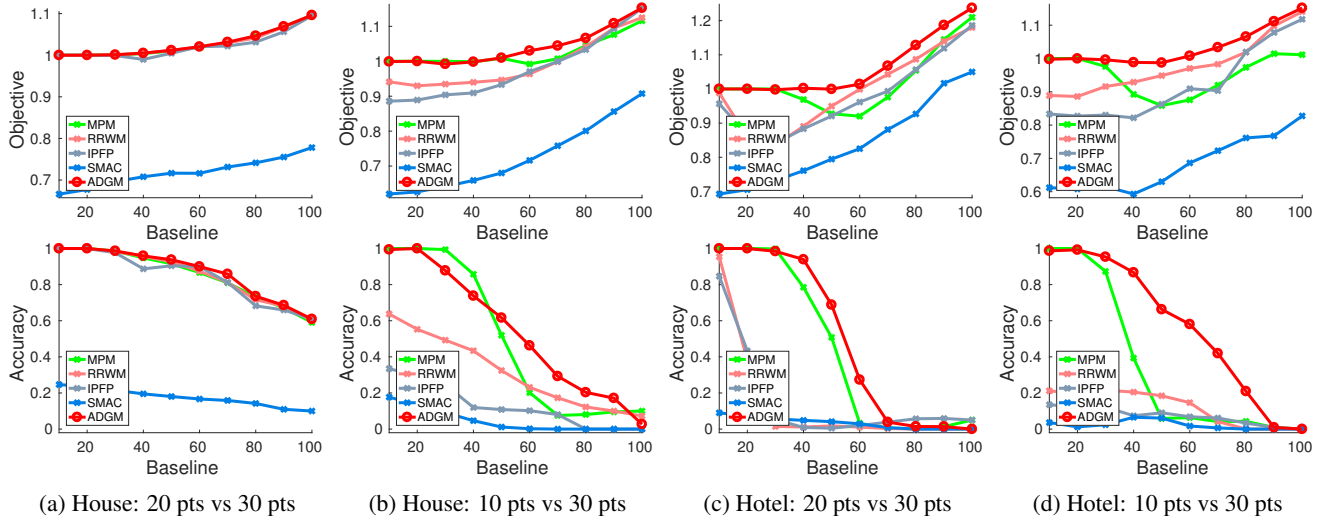 1.1
1
0.9
0.8
0.7
Objective
20 40 60 80 100
Baseline
MPM
RRWM
IPFP
SMAC
ADGM
1.1
1
0.9
0.8
0.7
Objective
20 40 60 80 100
Baseline
MPM
RRWM
IPFP
SMAC
ADGM
1.2
1.1
1
0.9
0.8
0.7
Objective
20 40 60 80 100
Baseline
MPM
RRWM
IPFP
SMAC
ADGM
1.1
1
0.9
0.8
0.7
0.6
Objective
20 40 60 80 100
Baseline
MPM
RRWM
IPFP
SMAC
ADGM
1
0.8
0.6
0.4
0.2
0
Accuracy
20 40 60 80 100
Baseline
MPM
RRWM
IPFP
SMAC
ADGM
1
0.8
0.6
0.4
0.2
0
Accuracy
20 40 60 80 100
Baseline
MPM
RRWM
IPFP
SMAC
ADGM
1
0.8
0.6
0.4
0.2
0
Accuracy
20 40 60 80 100
Baseline
MPM
RRWM
IPFP
SMAC
ADGM
1
0.8
0.6
0.4
0.2
0
Accuracy
20 40 60 80 100
Baseline
MPM
RRWM
IPFP
SMAC
ADGM
(a) House: 20 pts vs 30 pts
(b) House: 10 pts vs 30 pts
(c) Hotel: 20 pts vs 30 pts
(d) Hotel: 10 pts vs 30 pts